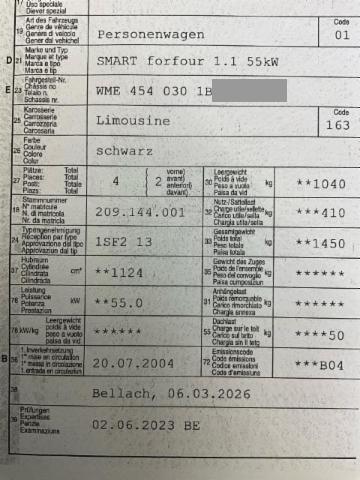 17 Uso speciale
Diever spezial
19 Art des Fahrzeugs
Genre de véhicule
Genere di veicolo
Gener dal vehichel
Personenwagen
Code
01
D 21 Marke und Typ
Marque et type
Marca e tipo
Marca e tip
SMART forfour 1.1 55kW
E 23 Fahrgestell-Nr.
Châssis no
Telaio n.
Schassis nr.
WME 454 030 1B
25 Karosserie
Carrosserie
Carrozzeria
Carossaria
Limousine
Code
163
26 Farbe
Couleur
Colore
Colur
schwarz
27 Plätze: Total
Places: Total
Posti: Totale
Plazs: Total
4
2
vorne)
avant)
anteriori)
davant)
30 Leergewicht
Poids à vide
Peso a vuoto
Paisa da vid
kg
**1040
18 Stammnummer
N° matricule
N. di matricola
Nr. da matricla
209.144.001
32 Nutz-/Sattellast
Charge utile/sellette
Carico utile/sella
Chargia utila/sella
kg
***410
24 Typengenehmigung
Réception par type
Approvazione del tipo
Approvaziun dal tip
1SF2 13
33 Gesamtgewicht
Poids total
Peso totale
Paisa totala
kg
**1450
37 Hubraum
Cylindrée
Cilindrata
Cilindrada
cm³
**1124
35 Gewicht des Zuges
Poids de l'ensemble
Peso del convoglio
Paisa cumposiziun
kg
******
76 Leistung
Puissance
Potenza
Potenza
kW
**55.0
31 Anhängelast
Poids remorquable
Carico rimorchiabile
Chargia annexa
kg
******
78 kW/kg
Leergewicht
poids à vide
peso a vuoto
paisa da vid
******
55 Dachlast
Charge sur le toit
Carico sul tetto
Chargia sin il tetg
kg
****50
B 36 1. Inverkehrsetzung
1re mise en circulation
1. messa in circolazione
1. entrada en circulaziun
20.07.2004
72 Emissionscode
Code émissions
Codice emissioni
Code d'emissiuns
***B04
38
Bellach, 06.03.2026
39 Prüfungen
Expertises
Perizie
Examinaziuns
02.06.2023 BE